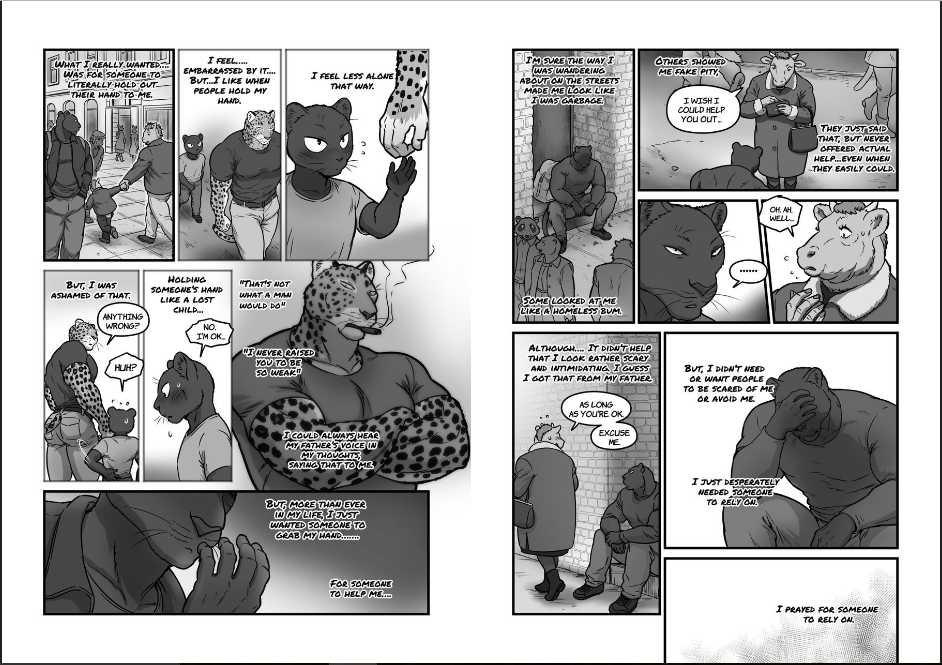 What I really wanted....
Was for someone to
literally hold out
their hand to me.
I feel.....
embarrassed by it....
But...I like when
people hold my
hand.
I feel less alone
that way.
But, I was
ashamed of that.
ANYTHING
WRONG?
HUH?
Holding
someone's hand
like a lost
child...
NO.
I'M OK...
"That's not
what a man
would do"
"I never raised
you to be
so weak"
I could always hear
my father's voice in
my thoughts,
saying that to me.
But, more than ever
in my life, I just
wanted someone to
grab my hand.......
For someone
to help me....
I'm sure the way I
was wandering
about on the streets
made me look like
I was garbage.
Some looked at me
like a homeless bum.
Others showed
me fake pity,
I WISH I
COULD HELP
YOU OUT...
They just said
that, but never
offered actual
help...even when
they easily could.
......
OH. AH.
WELL...
Although.... It didn't help
that I look rather scary
and intimidating. I guess
I got that from my father.
AS LONG
AS YOU'RE OK.
EXCUSE
ME.
But, I didn't need
or want people
to be scared of me
or avoid me.
I just desperately
needed someone
to rely on.
I prayed for someone
to rely on.